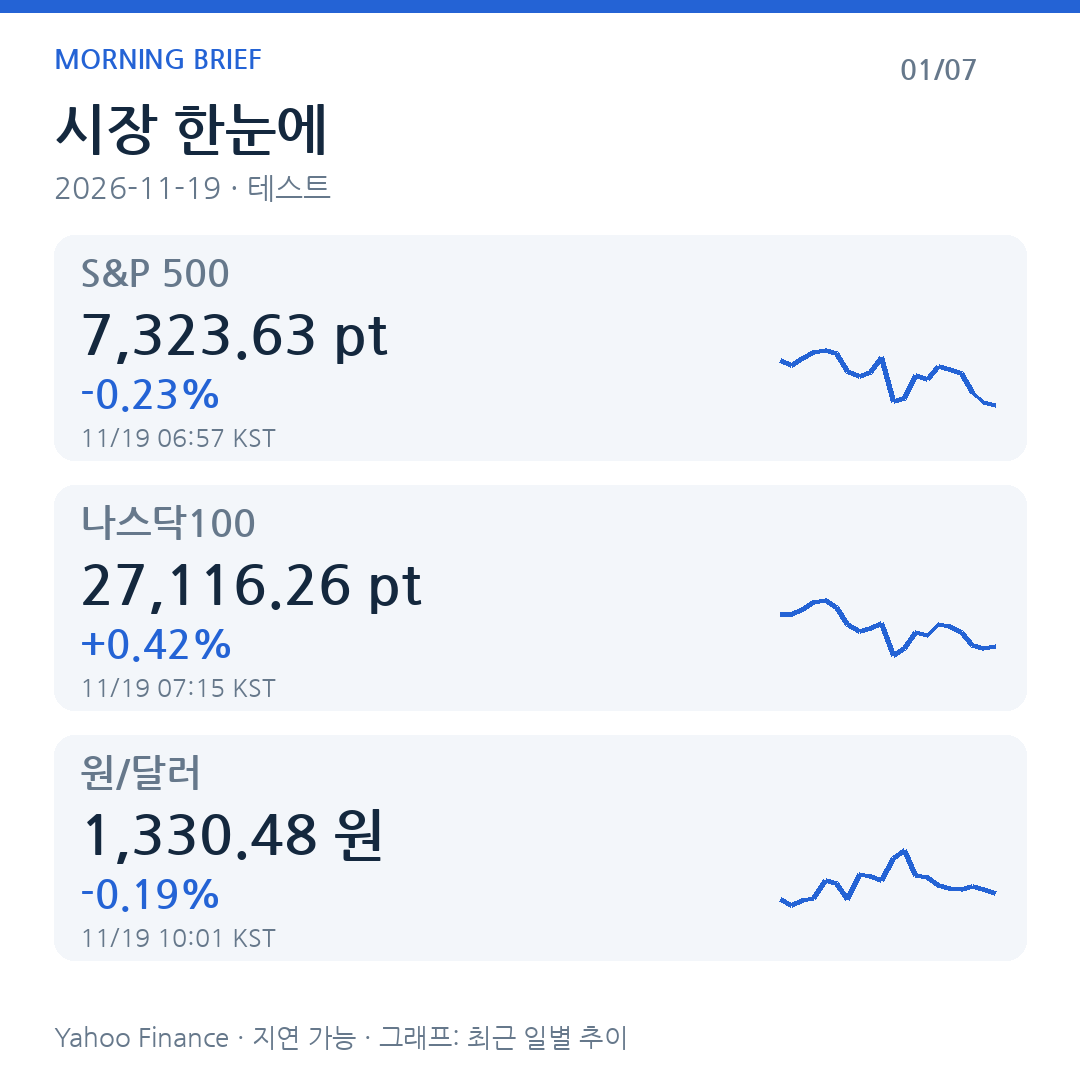 MORNING BRIEF
01/07
시장 한눈에
2026-11-19 · 테스트
S&P 500
7,323.63 pt
-0.23%
11/19 06:57 KST
나스닥100
27,116.26 pt
+0.42%
11/19 07:15 KST
원/달러
1,330.48 원
-0.19%
11/19 10:01 KST
Yahoo Finance · 지연 가능 · 그래프: 최근 일별 추이